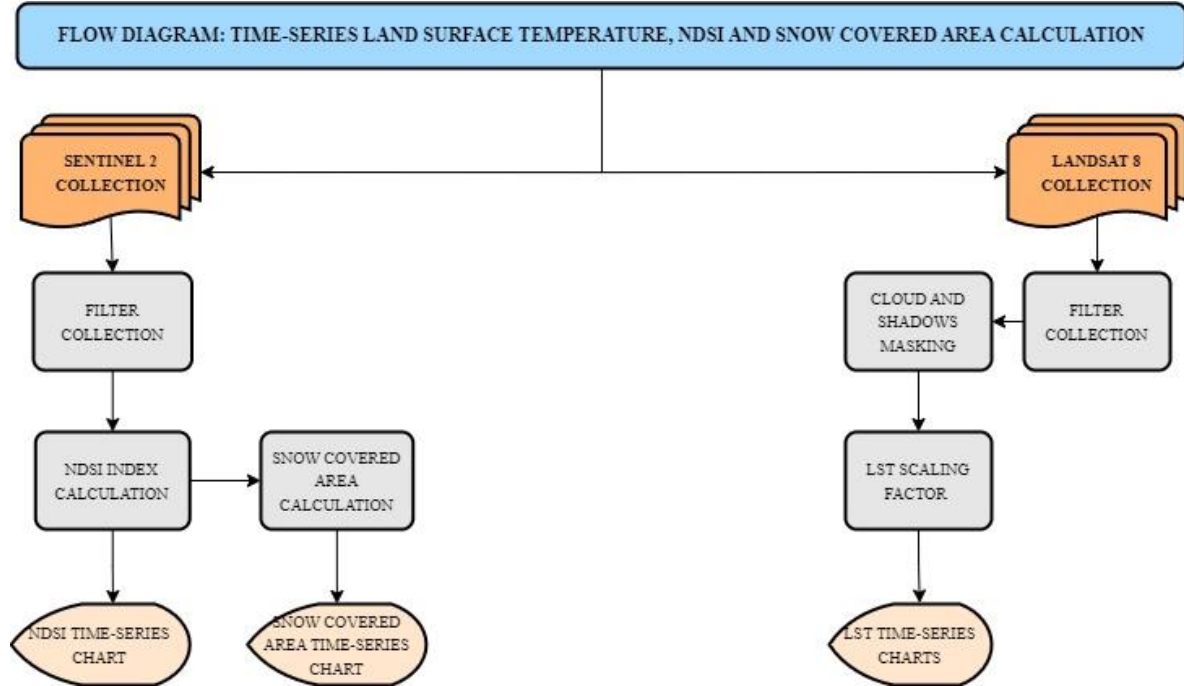 FLOW DIAGRAM: TIME-SERIES LAND SURFACE TEMPERATURE, NDSI AND SNOW COVERED AREA CALCULATION
SENTINEL 2
COLLECTION
LANDSAT 8
COLLECTION
FILTER
COLLECTION
CLOUD AND
SHADOWS
MASKING
FILTER
COLLECTION
NDSI INDEX
CALCULATION
SNOW COVERED
AREA
CALCULATION
LST SCALING
FACTOR
NDSI TIME-SERIES
CHART
SNOW COVERED
AREA TIME-SERIES
CHART
LST TIME-SERIES
CHARTS